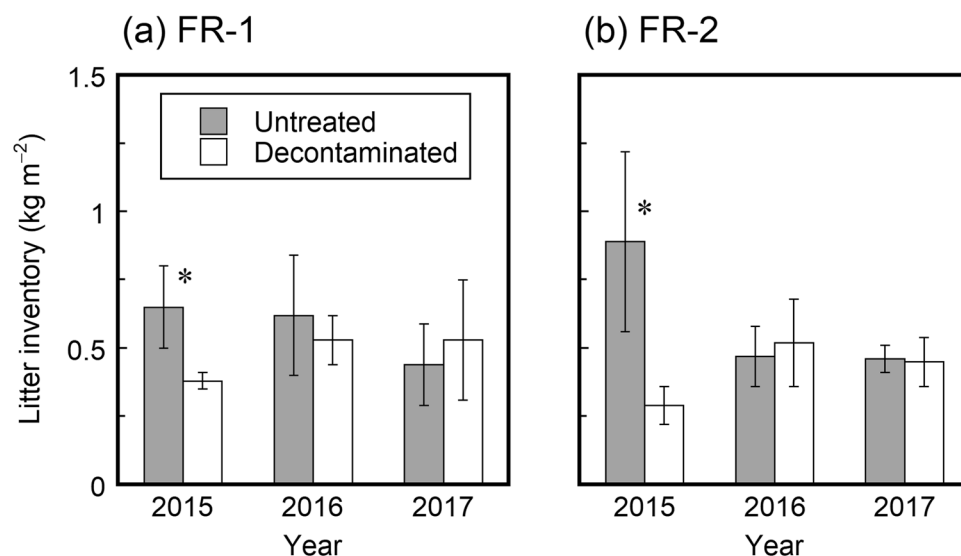 (a) FR-1
(b) FR-2
Litter inventory (kg m⁻²)
1.5
1
0.5
0
Untreated
Decontaminated
*
*
2015 2016 2017
2015 2016 2017
Year
Year